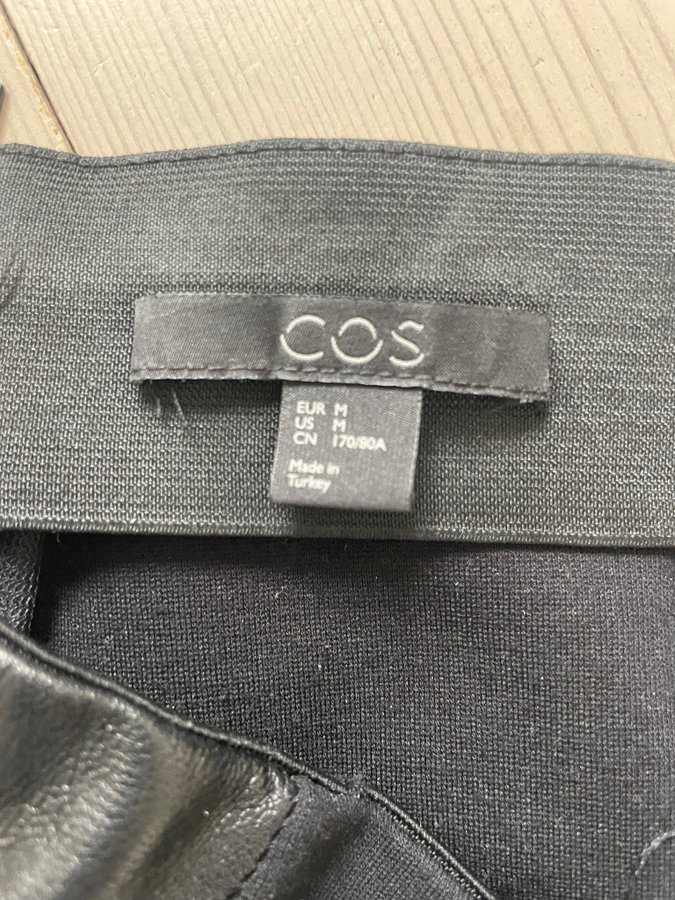 COS
EUR M
US M
CN 170/80A
Made in
Turkey